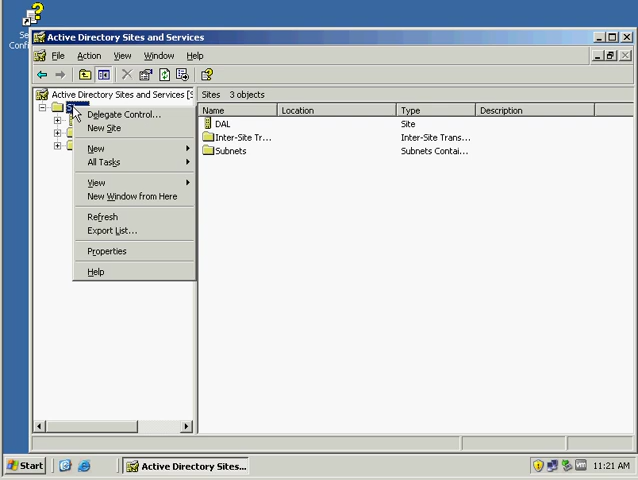 Se
Conf
Active Directory Sites and Services
File Action View Window Help
Active Directory Sites and Services [S
Sites 3 objects
Name Location Type Description
DAL Site
Inter-Site Tr... Inter-Site Trans...
Subnets Subnets Contai...
Delegate Control...
New Site
New
All Tasks
View
New Window from Here
Refresh
Export List...
Properties
Help
Start Active Directory Sites... 11:21 AM